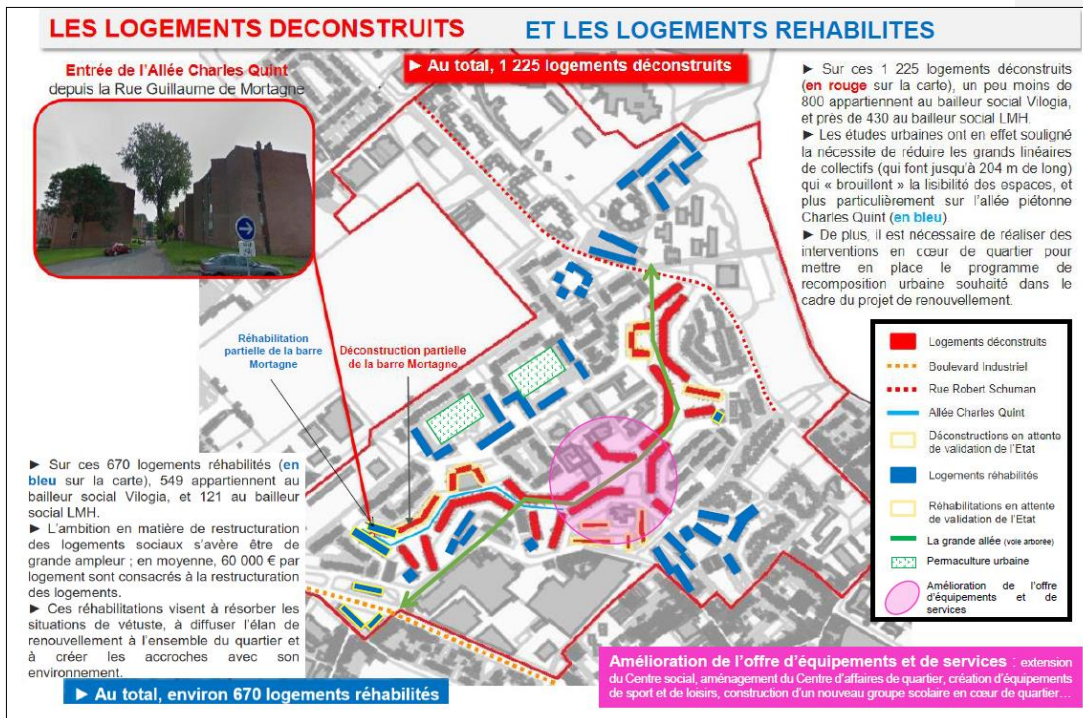 LES LOGEMENTS DECONSTRUITS ET LES LOGEMENTS REHABILITES
► Au total, 1 225 logements déconstruits
Entrée de l'Allée Charles Quint
depuis la Rue Guillaume de Mortagne
► Sur ces 1 225 logements déconstruits
(en rouge sur la carte), un peu moins de
800 appartiennent au bailleur social Vilogia,
et près de 430 au bailleur social LMH.
► Les études urbaines ont en effet souligné
la nécessite de réduire les grands linéaires
de collectifs (qui font jusqu'à 204 m de long)
qui « brouillent » la lisibilité des espaces, et
plus particulièrement sur l'allée piétonne
Charles Quint (en bleu).
► De plus, il est nécessaire de réaliser des
interventions en cœur de quartier pour
mettre en place le programme de
recomposition urbaine souhaité dans le
cadre du projet de renouvellement.
Réhabilitation
partielle de la barre
Mortagne
Déconstruction partielle
de la barre Mortagne
Logements déconstruits
Boulevard Industriel
Rue Robert Schuman
Allée Charles Quint
Déconstructions en attente
de validation de l'Etat
Logements réhabilités
Réhabilitations en attente
de validation de l'Etat
La grande allée (voie arborée)
Permaculture urbaine
Amélioration de l'offre
d'équipements et de
services
► Sur ces 670 logements réhabilités (en
bleu sur la carte), 549 appartiennent au
bailleur social Vilogia, et 121 au bailleur
social LMH.
► L'ambition en matière de restructuration
des logements sociaux s'avère être de
grande ampleur ; en moyenne, 60 000 € par
logement sont consacrés à la restructuration
des logements.
► Ces réhabilitations visent à résorber les
situations de vétuste, à diffuser l'élan de
renouvellement à l'ensemble du quartier et
à créer les accroches avec son
environnement.
► Au total, environ 670 logements réhabilités
Amélioration de l'offre d'équipements et de services : extension
du Centre social, aménagement du Centre d'affaires de quartier, création d'équipements
de sport et de loisirs, construction d'un nouveau groupe scolaire en cœur de quartier…